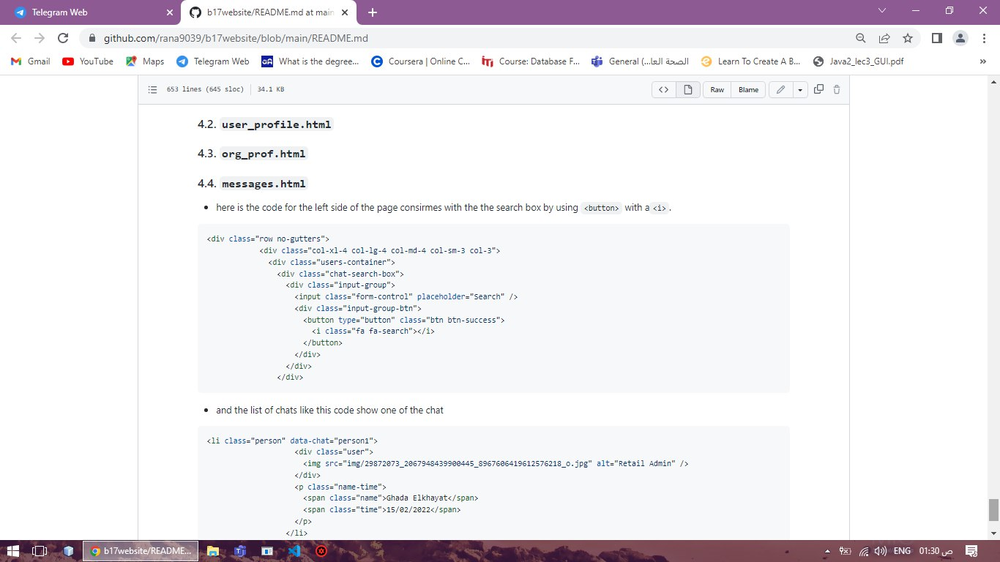 Telegram Web
b17website/README.md at main
github.com/rana9039/b17website/blob/main/README.md
Gmail
YouTube
Maps
Telegram Web
What is the degree...
Coursera | Online C...
Course: Database F...
General (...الصحة العا
Learn To Create A B...
Java2_lec3_GUI.pdf
»
653 lines (645 sloc)
34.1 KB
<>
Raw
Blame
4.2. user_profile.html
4.3. org_prof.html
4.4. messages.html
• here is the code for the left side of the page consirmes with the the search box by using <button> with a <i>.
<div class="row no-gutters">
<div class="col-xl-4 col-lg-4 col-md-4 col-sm-3 col-3">
<div class="users-container">
<div class="chat-search-box">
<div class="input-group">
<input class="form-control" placeholder="Search" />
<div class="input-group-btn">
<button type="button" class="btn btn-success">
<i class="fa fa-search"></i>
</button>
</div>
</div>
</div>
• and the list of chats like this code show one of the chat
<li class="person" data-chat="person1">
<div class="user">
<img src="img/29872073_2067948439900445_8967606419612576218_o.jpg" alt="Retail Admin" />
</div>
<p class="name-time">
<span class="name">Ghada Elkhayat</span>
<span class="time">15/02/2022</span>
</p>
</li>
b17website/README...
ENG
01:30 ص